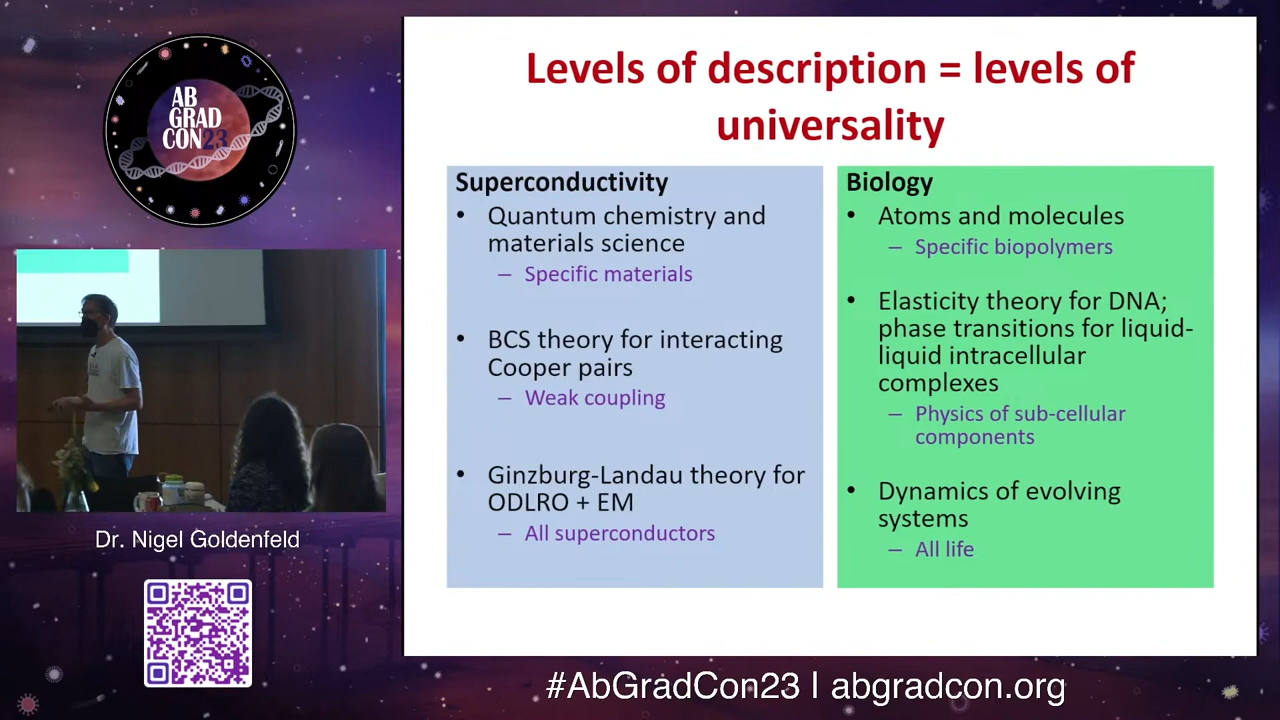 AB
GRAD
CON23
Levels of description = levels of
universality
Superconductivity
• Quantum chemistry and
materials science
– Specific materials
• BCS theory for interacting
Cooper pairs
– Weak coupling
• Ginzburg-Landau theory for
ODLRO + EM
– All superconductors
Biology
• Atoms and molecules
– Specific biopolymers
• Elasticity theory for DNA;
phase transitions for liquid-
liquid intracellular
complexes
– Physics of sub-cellular
components
• Dynamics of evolving
systems
– All life
Dr. Nigel Goldenfeld
#AbGradCon23 | abgradcon.org